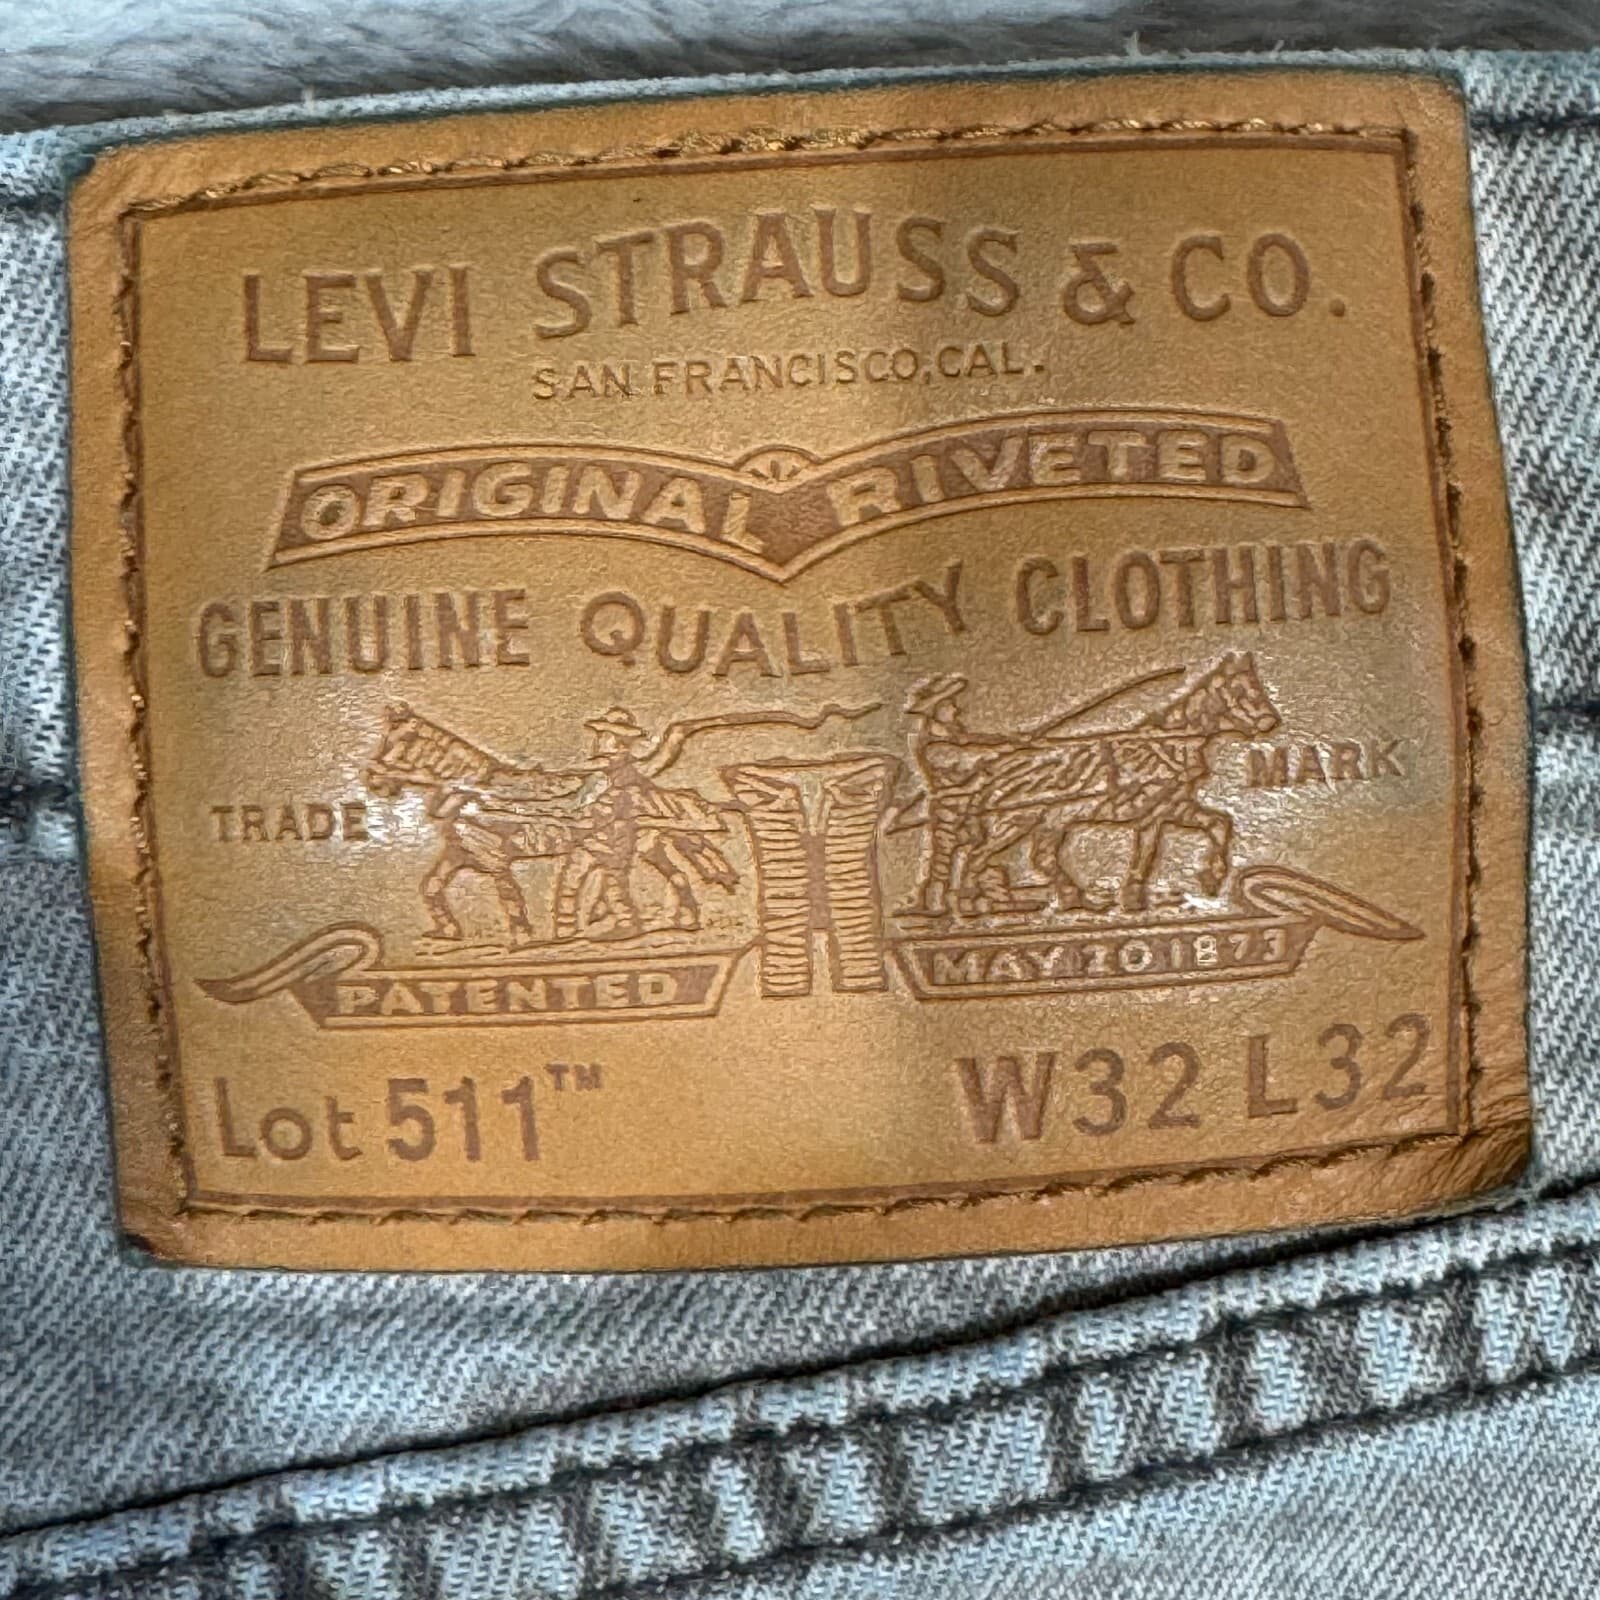 LEVI STRAUSS & CO.
SAN FRANCISCO, CAL.
ORIGINAL RIVETED
GENUINE QUALITY CLOTHING
TRADE MARK
PATENTED MAY 20 1873
Lot 511™ W32 L32